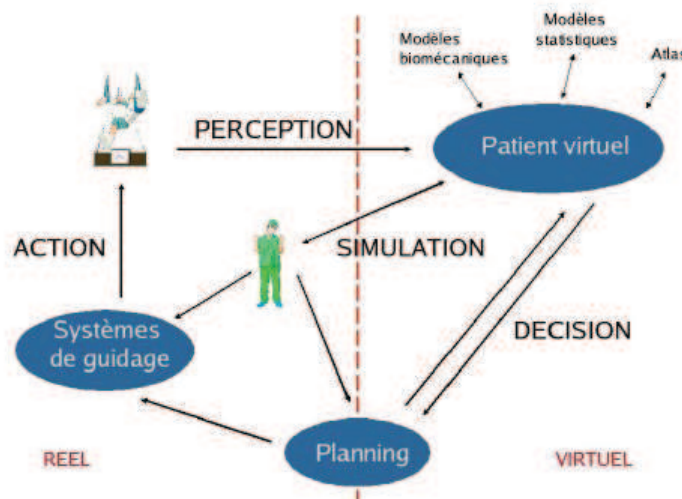 Modèles
biomécaniques
Modèles
statistiques
Atlas
PERCEPTION
Patient virtuel
ACTION
SIMULATION
Systèmes
de guidage
DECISION
Planning
REEL
VIRTUEL